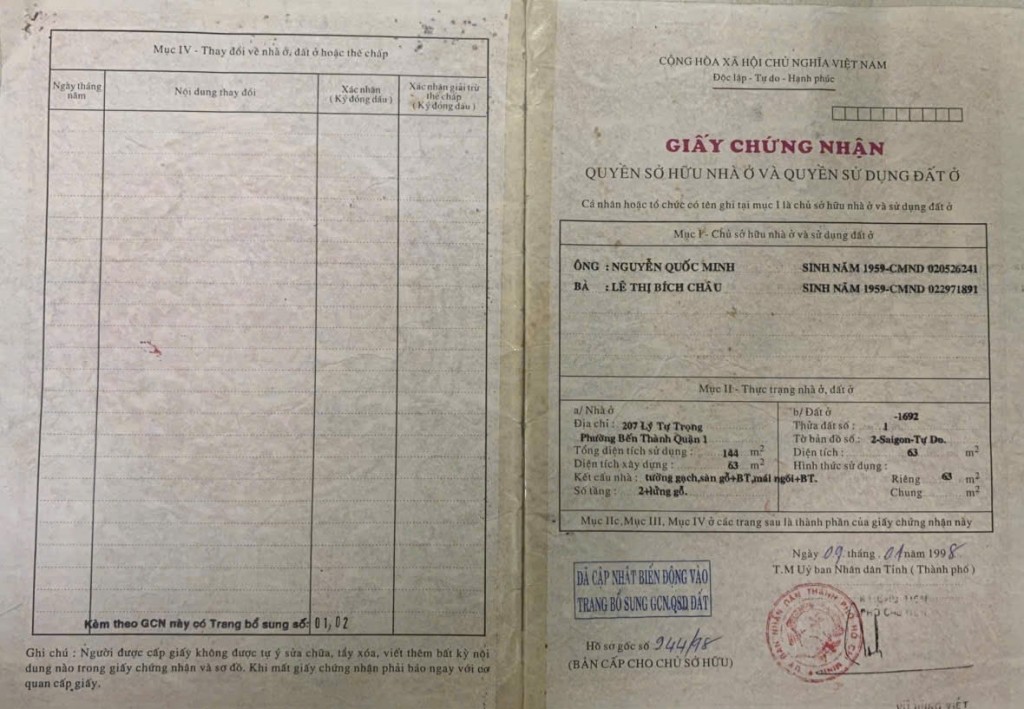 Mục IV - Thay đổi về nhà ở, đất ở hoặc thế chấp
Ngày tháng năm
Nội dung thay đổi
Xác nhận
( Ký đóng dấu )
Xác nhận giải trừ thế chấp
( Ký đóng dấu )
Kèm theo GCN này có Trang bổ sung số: 01, 02
Ghi chú : Người được cấp giấy không được tự ý sửa chữa, tẩy xóa, viết thêm bất kỳ nội
dung nào trong giấy chứng nhận và sơ đồ. Khi mất giấy chứng nhận phải báo ngay với cơ
quan cấp giấy.
CỘNG HÒA XÃ HỘI CHỦ NGHĨA VIỆT NAM
Độc lập - Tự do - Hạnh phúc
GIẤY CHỨNG NHẬN
QUYỀN SỞ HỮU NHÀ Ở VÀ QUYỀN SỬ DỤNG ĐẤT Ở
Cá nhân hoặc tổ chức có tên ghi tại mục I là chủ sở hữu nhà ở và sử dụng đất ở
Mục I - Chủ sở hữu nhà ở và sử dụng đất ở
ÔNG : NGUYỄN QUỐC MINH SINH NĂM 1959-CMND 020526241
BÀ : LÊ THỊ BÍCH CHÂU SINH NĂM 1959-CMND 022971891
Mục II - Thực trạng nhà ở, đất ở
a/ Nhà ở
Địa chỉ : 207 Lý Tự Trọng
Phường Bến Thành Quận 1
Tổng diện tích sử dụng : 144 m2
Diện tích xây dựng : 63 m2
Kết cấu nhà : tường gạch,sàn gỗ+BT,mái ngói+BT.
Số tầng : 2+lửng gỗ.
b/ Đất ở -1692
Thửa đất số : 1
Tờ bản đồ số : 2-Saigon-Tự Do.
Diện tích : 63 m2
Hình thức sử dụng :
Riêng 63 m2
Chung m2
Mục IIc, Mục III, Mục IV ở các trang sau là thành phần của giấy chứng nhận này
Ngày 09 tháng 01 năm 1998
T.M Uỷ ban Nhân dân Tỉnh ( Thành phố )
ĐÃ CẬP NHẬT BIẾN ĐỘNG VÀO
TRANG BỔ SUNG GCN.QSD ĐẤT
Hồ sơ gốc số 944/98
(BẢN CẤP CHO CHỦ SỞ HỮU)